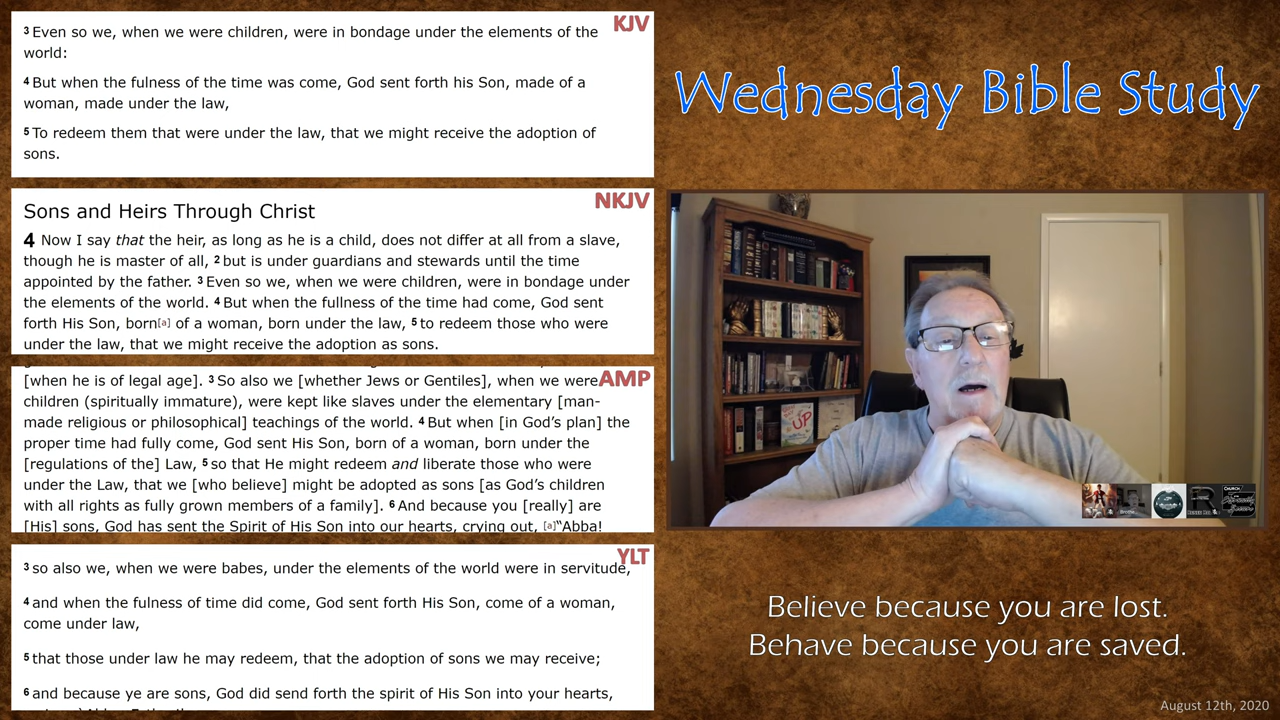 KJV
3 Even so we, when we were children, were in bondage under the elements of the
world:
4 But when the fulness of the time was come, God sent forth his Son, made of a
woman, made under the law,
5 To redeem them that were under the law, that we might receive the adoption of
sons.
NKJV
Sons and Heirs Through Christ
4 Now I say that the heir, as long as he is a child, does not differ at all from a slave,
though he is master of all, 2 but is under guardians and stewards until the time
appointed by the father. 3 Even so we, when we were children, were in bondage under
the elements of the world. 4 But when the fullness of the time had come, God sent
forth His Son, born[a] of a woman, born under the law, 5 to redeem those who were
under the law, that we might receive the adoption as sons.
AMP
[when he is of legal age]. 3 So also we [whether Jews or Gentiles], when we were
children (spiritually immature), were kept like slaves under the elementary [man-
made religious or philosophical] teachings of the world. 4 But when [in God's plan] the
proper time had fully come, God sent His Son, born of a woman, born under the
[regulations of the] Law, 5 so that He might redeem and liberate those who were
under the Law, that we [who believe] might be adopted as sons [as God's children
with all rights as fully grown members of a family]. 6 And because you [really] are
[His] sons, God has sent the Spirit of His Son into our hearts, crying out, [a]"Abba!
YLT
3 so also we, when we were babes, under the elements of the world were in servitude,
4 and when the fulness of time did come, God sent forth His Son, come of a woman,
come under law,
5 that those under law he may redeem, that the adoption of sons we may receive;
6 and because ye are sons, God did send forth the spirit of His Son into your hearts,
Wednesday Bible Study
UP
CHURCH
Believe because you are lost.
Behave because you are saved.
August 12th, 2020